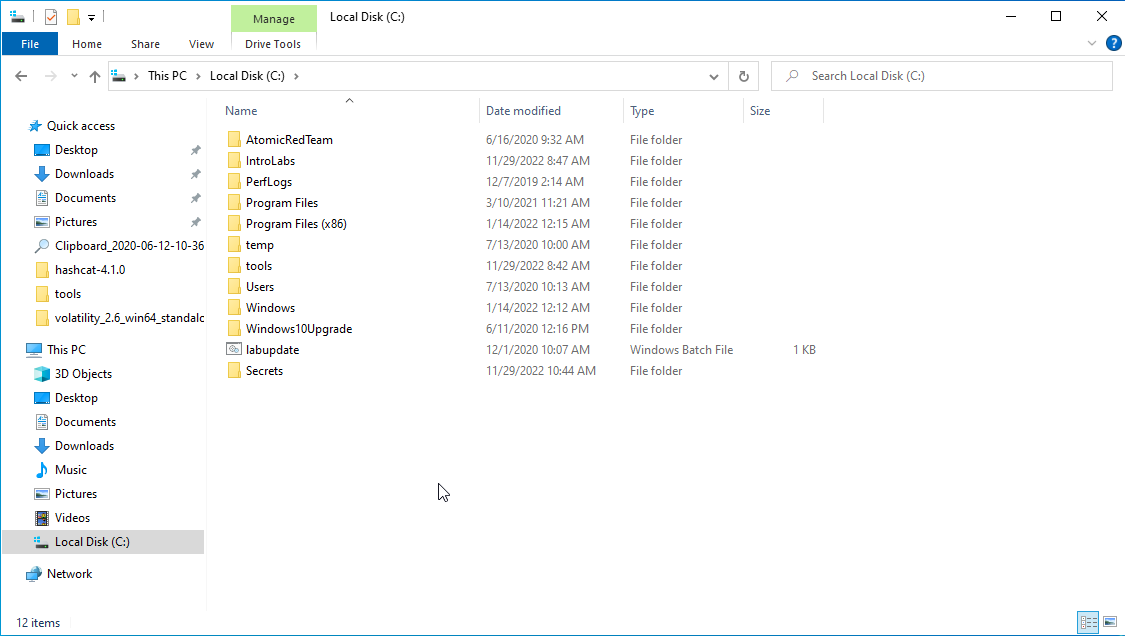 Manage
Local Disk (C:)
File
Home
Share
View
Drive Tools
?
This PC
Local Disk (C:)
Search Local Disk (C:)
Name
Date modified
Type
Size
Quick access
Desktop
Downloads
Documents
Pictures
Clipboard_2020-06-12-10-36
hashcat-4.1.0
tools
volatility_2.6_win64_standalc
This PC
3D Objects
Desktop
Documents
Downloads
Music
Pictures
Videos
Local Disk (C:)
Network
AtomicRedTeam 6/16/2020 9:32 AM File folder
IntroLabs 11/29/2022 8:47 AM File folder
PerfLogs 12/7/2019 2:14 AM File folder
Program Files 3/10/2021 11:21 AM File folder
Program Files (x86) 1/14/2022 12:15 AM File folder
temp 7/13/2020 10:00 AM File folder
tools 11/29/2022 8:42 AM File folder
Users 7/13/2020 10:13 AM File folder
Windows 1/14/2022 12:12 AM File folder
Windows10Upgrade 6/11/2020 12:16 PM File folder
labupdate 12/1/2020 10:07 AM Windows Batch File 1 KB
Secrets 11/29/2022 10:44 AM File folder
12 items